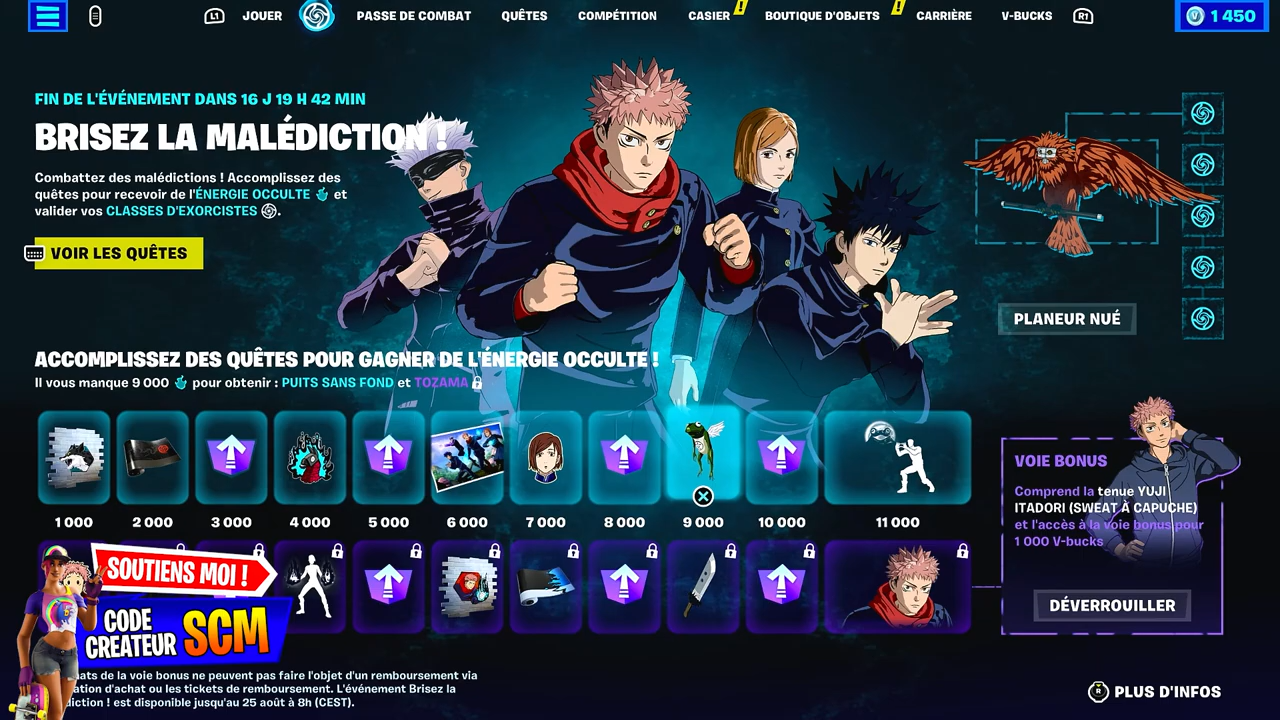 L1 JOUER PASSE DE COMBAT QUÊTES COMPÉTITION CASIER ! BOUTIQUE D'OBJETS ! CARRIÈRE V-BUCKS R1 V 1 450
FIN DE L'ÉVÉNEMENT DANS 16 J 19 H 42 MIN
BRISEZ LA MALÉDICTION !
Combattez des malédictions ! Accomplissez des
quêtes pour recevoir de l'ÉNERGIE OCCULTE et
valider vos CLASSES D'EXORCISTES .
VOIR LES QUÊTES
PLANEUR NUÉ
ACCOMPLISSEZ DES QUÊTES POUR GAGNER DE L'ÉNERGIE OCCULTE !
Il vous manque 9 000 pour obtenir : PUITS SANS FOND et TOZAMA
1 000 2 000 3 000 4 000 5 000 6 000 7 000 8 000 9 000 10 000 11 000
VOIE BONUS
Comprend la tenue YUJI
ITADORI (SWEAT À CAPUCHE)
et l'accès à la voie bonus pour
1 000 V-bucks
DÉVERROUILLER
SOUTIENS MOI !
CODE
CREATEUR SCM
ats de la voie bonus ne peuvent pas faire l'objet d'un remboursement via
ation d'achat ou les tickets de remboursement. L'événement Brisez la
diction ! est disponible jusqu'au 25 août à 8h (CEST).
R PLUS D'INFOS